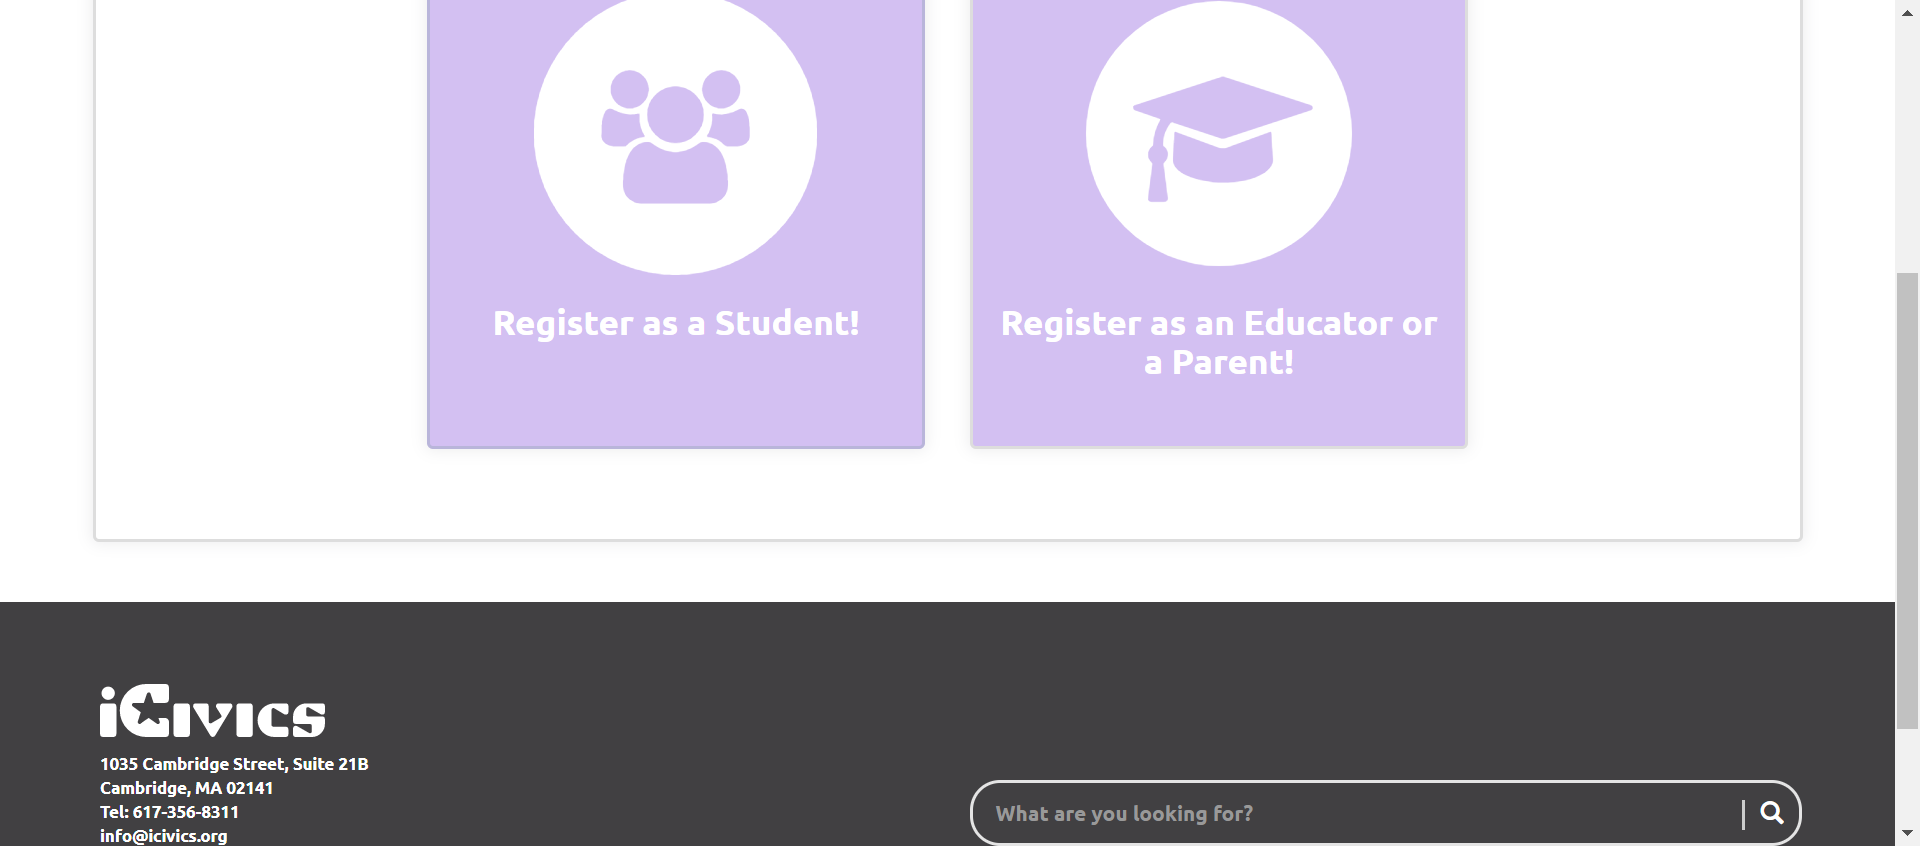 Register as a Student!
Register as an Educator or
a Parent!
iCivics
1035 Cambridge Street, Suite 21B
Cambridge, MA 02141
Tel: 617-356-8311
info@icivics.org
What are you looking for?